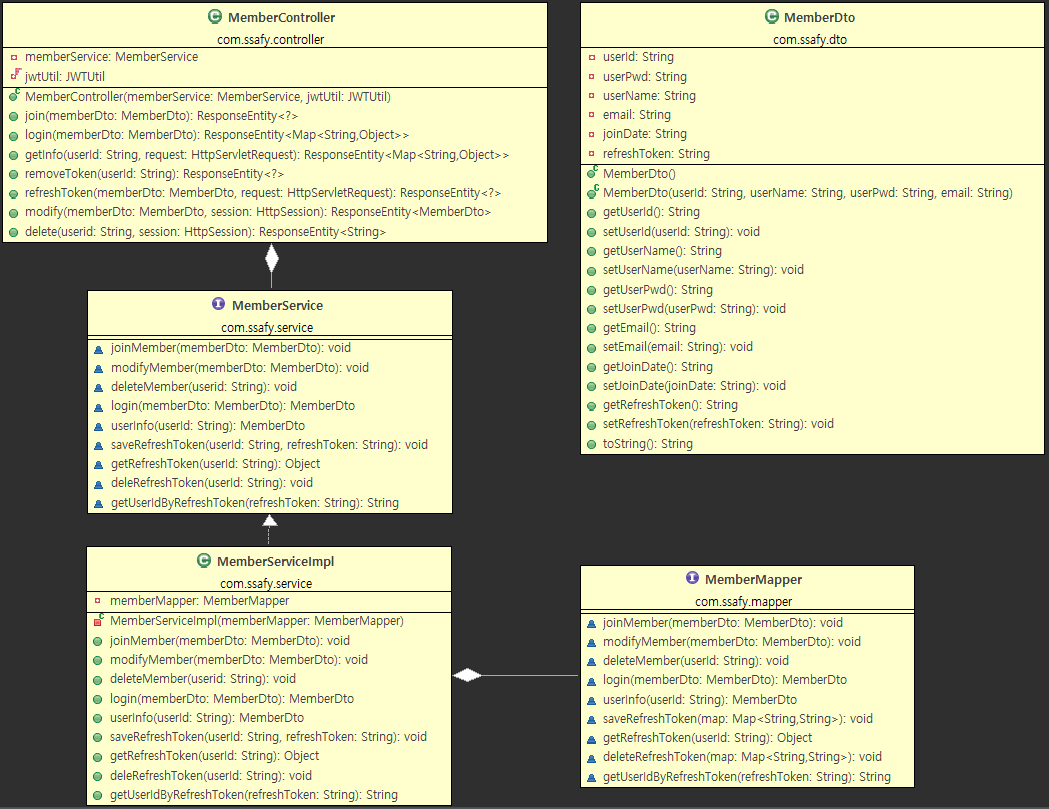 MemberController
com.ssafy.controller
memberService: MemberService
jwtUtil: JWTUtil
MemberController(memberService: MemberService, jwtUtil: JWTUtil)
join(memberDto: MemberDto): ResponseEntity<?>
login(memberDto: MemberDto): ResponseEntity<Map<String,Object>>
getInfo(userId: String, request: HttpServletRequest): ResponseEntity<Map<String,Object>>
removeToken(userId: String): ResponseEntity<?>
refreshToken(memberDto: MemberDto, request: HttpServletRequest): ResponseEntity<?>
modify(memberDto: MemberDto, session: HttpSession): ResponseEntity<MemberDto>
delete(userid: String, session: HttpSession): ResponseEntity<String>
MemberDto
com.ssafy.dto
userId: String
userPwd: String
userName: String
email: String
joinDate: String
refreshToken: String
MemberDto()
MemberDto(userId: String, userName: String, userPwd: String, email: String)
getUserId(): String
setUserId(userId: String): void
getUserName(): String
setUserName(userName: String): void
getUserPwd(): String
setUserPwd(userPwd: String): void
getEmail(): String
setEmail(email: String): void
getJoinDate(): String
setJoinDate(joinDate: String): void
getRefreshToken(): String
setRefreshToken(refreshToken: String): void
toString(): String
MemberService
com.ssafy.service
joinMember(memberDto: MemberDto): void
modifyMember(memberDto: MemberDto): void
deleteMember(userid: String): void
login(memberDto: MemberDto): MemberDto
userInfo(userId: String): MemberDto
saveRefreshToken(userId: String, refreshToken: String): void
getRefreshToken(userId: String): Object
deleRefreshToken(userId: String): void
getUserIdByRefreshToken(refreshToken: String): String
MemberServiceImpl
com.ssafy.service
memberMapper: MemberMapper
MemberServiceImpl(memberMapper: MemberMapper)
joinMember(memberDto: MemberDto): void
modifyMember(memberDto: MemberDto): void
deleteMember(userid: String): void
login(memberDto: MemberDto): MemberDto
userInfo(userId: String): MemberDto
saveRefreshToken(userId: String, refreshToken: String): void
getRefreshToken(userId: String): Object
deleRefreshToken(userId: String): void
getUserIdByRefreshToken(refreshToken: String): String
MemberMapper
com.ssafy.mapper
joinMember(memberDto: MemberDto): void
modifyMember(memberDto: MemberDto): void
deleteMember(userId: String): void
login(memberDto: MemberDto): MemberDto
userInfo(userId: String): MemberDto
saveRefreshToken(map: Map<String,String>): void
getRefreshToken(userId: String): Object
deleteRefreshToken(map: Map<String,String>): void
getUserIdByRefreshToken(refreshToken: String): String